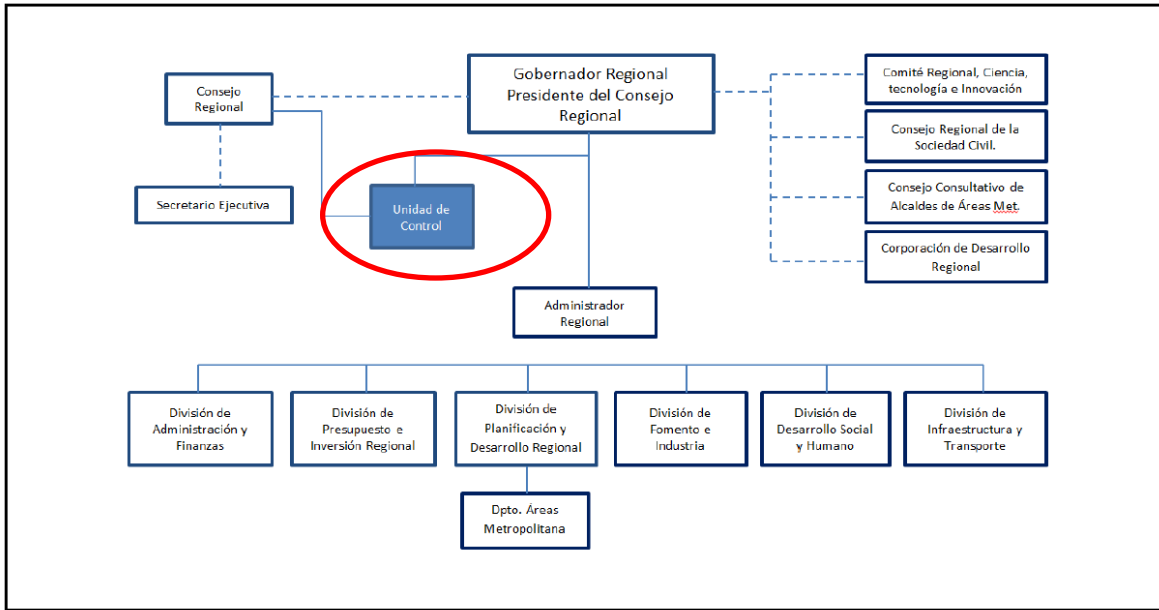 Gobernador Regional
Presidente del Consejo
Regional
Consejo
Regional
Secretario Ejecutiva
Unidad de
Control
Comité Regional, Ciencia,
tecnología e Innovación
Consejo Regional de la
Sociedad Civil.
Consejo Consultativo de
Alcaldes de Áreas Met.
Corporación de Desarrollo
Regional
Administrador
Regional
División de
Administración y
Finanzas
División de
Presupuesto e
Inversión Regional
División de
Planificación y
Desarrollo Regional
División de
Fomento e
Industria
División de
Desarrollo Social
y Humano
División de
Infraestructura y
Transporte
Dpto. Áreas
Metropolitana